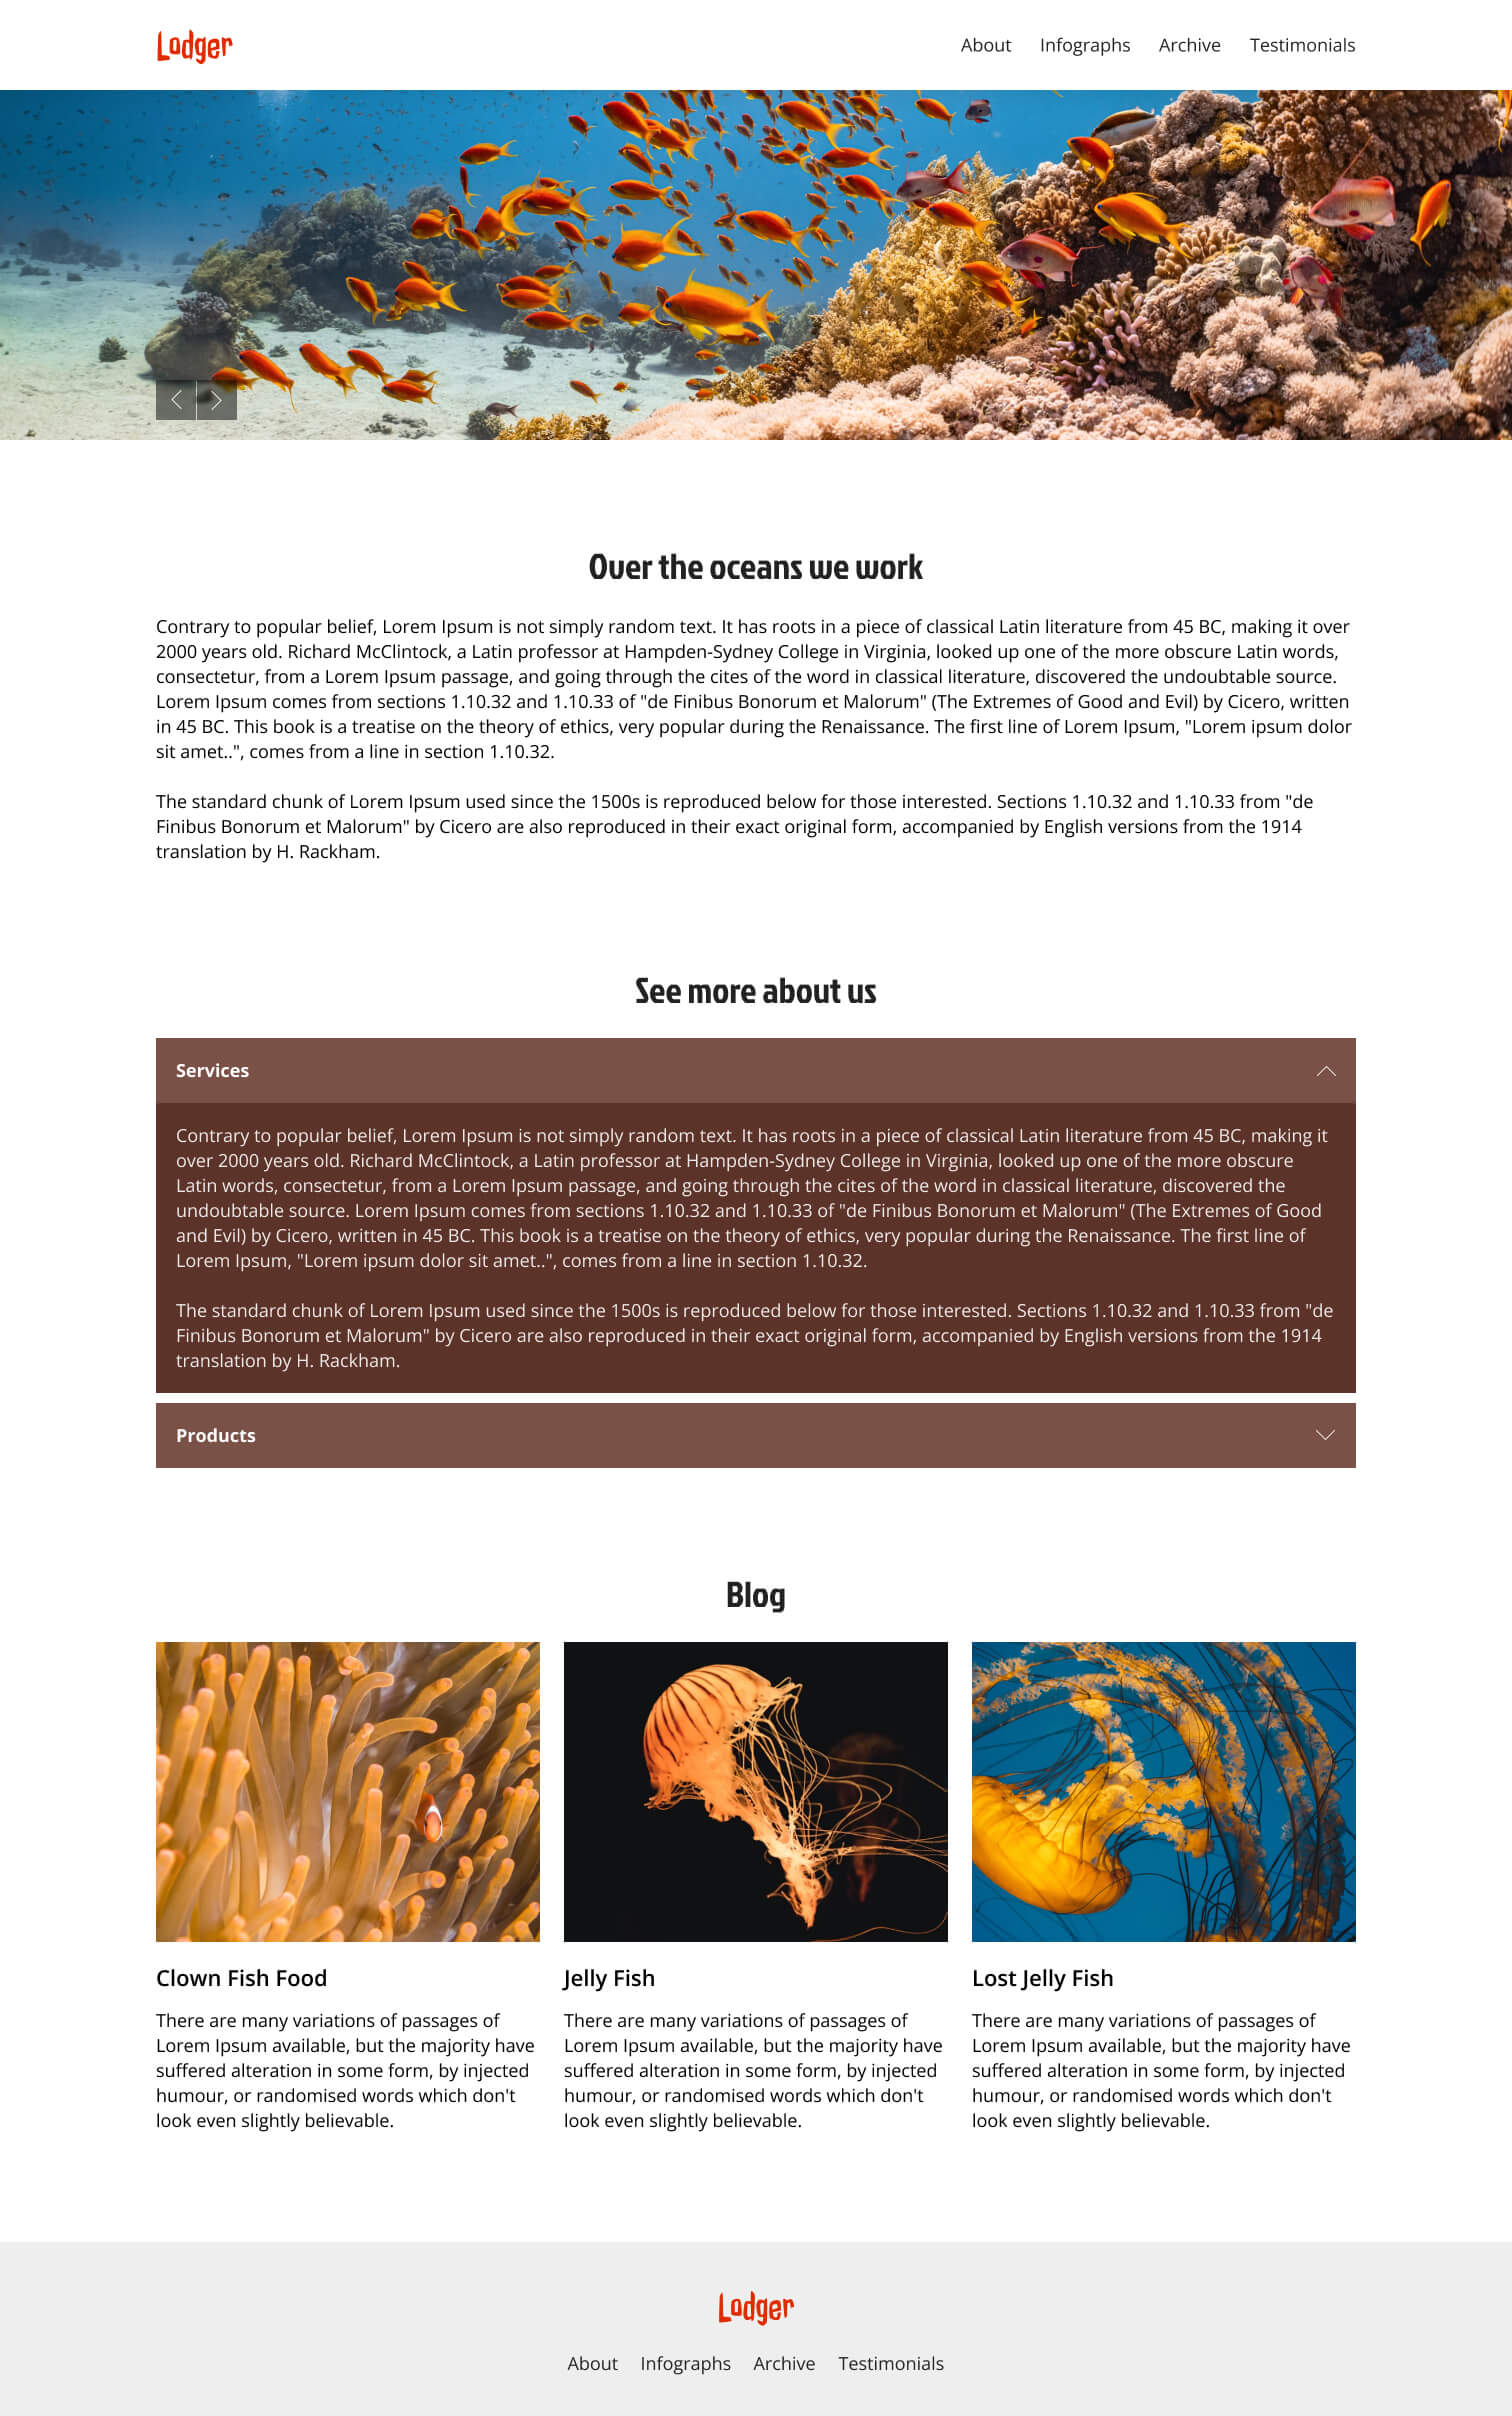 Lodger
About Infographs Archive Testimonials
Over the oceans we work
Contrary to popular belief, Lorem Ipsum is not simply random text. It has roots in a piece of classical Latin literature from 45 BC, making it over
2000 years old. Richard McClintock, a Latin professor at Hampden-Sydney College in Virginia, looked up one of the more obscure Latin words,
consectetur, from a Lorem Ipsum passage, and going through the cites of the word in classical literature, discovered the undoubtable source.
Lorem Ipsum comes from sections 1.10.32 and 1.10.33 of "de Finibus Bonorum et Malorum" (The Extremes of Good and Evil) by Cicero, written
in 45 BC. This book is a treatise on the theory of ethics, very popular during the Renaissance. The first line of Lorem Ipsum, "Lorem ipsum dolor
sit amet..", comes from a line in section 1.10.32.
The standard chunk of Lorem Ipsum used since the 1500s is reproduced below for those interested. Sections 1.10.32 and 1.10.33 from "de
Finibus Bonorum et Malorum" by Cicero are also reproduced in their exact original form, accompanied by English versions from the 1914
translation by H. Rackham.
See more about us
Services
Contrary to popular belief, Lorem Ipsum is not simply random text. It has roots in a piece of classical Latin literature from 45 BC, making it
over 2000 years old. Richard McClintock, a Latin professor at Hampden-Sydney College in Virginia, looked up one of the more obscure
Latin words, consectetur, from a Lorem Ipsum passage, and going through the cites of the word in classical literature, discovered the
undoubtable source. Lorem Ipsum comes from sections 1.10.32 and 1.10.33 of "de Finibus Bonorum et Malorum" (The Extremes of Good
and Evil) by Cicero, written in 45 BC. This book is a treatise on the theory of ethics, very popular during the Renaissance. The first line of
Lorem Ipsum, "Lorem ipsum dolor sit amet..", comes from a line in section 1.10.32.
The standard chunk of Lorem Ipsum used since the 1500s is reproduced below for those interested. Sections 1.10.32 and 1.10.33 from "de
Finibus Bonorum et Malorum" by Cicero are also reproduced in their exact original form, accompanied by English versions from the 1914
translation by H. Rackham.
Products
Blog
Clown Fish Food
There are many variations of passages of
Lorem Ipsum available, but the majority have
suffered alteration in some form, by injected
humour, or randomised words which don't
look even slightly believable.
Jelly Fish
There are many variations of passages of
Lorem Ipsum available, but the majority have
suffered alteration in some form, by injected
humour, or randomised words which don't
look even slightly believable.
Lost Jelly Fish
There are many variations of passages of
Lorem Ipsum available, but the majority have
suffered alteration in some form, by injected
humour, or randomised words which don't
look even slightly believable.
Lodger
About Infographs Archive Testimonials